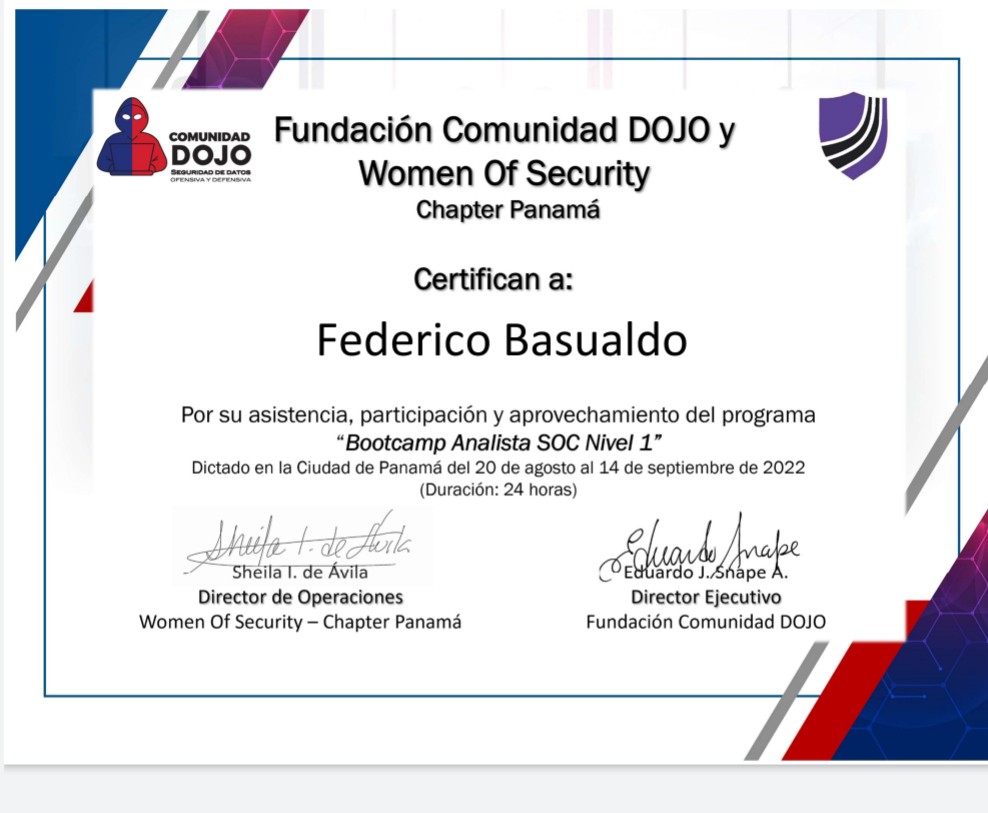 COMUNIDAD
DOJO
SEGURIDAD DE DATOS
OFENSIVA Y DEFENSIVA
Fundación Comunidad DOJO y
Women Of Security
Chapter Panamá
Certifican a:
Federico Basualdo
Por su asistencia, participación y aprovechamiento del programa
“Bootcamp Analista SOC Nivel 1”
Dictado en la Ciudad de Panamá del 20 de agosto al 14 de septiembre de 2022
(Duración: 24 horas)
Sheila I. de Ávila
Sheila I. de Ávila
Director de Operaciones
Women Of Security – Chapter Panamá
Eduardo Snape
Eduardo J. Snape A.
Director Ejecutivo
Fundación Comunidad DOJO